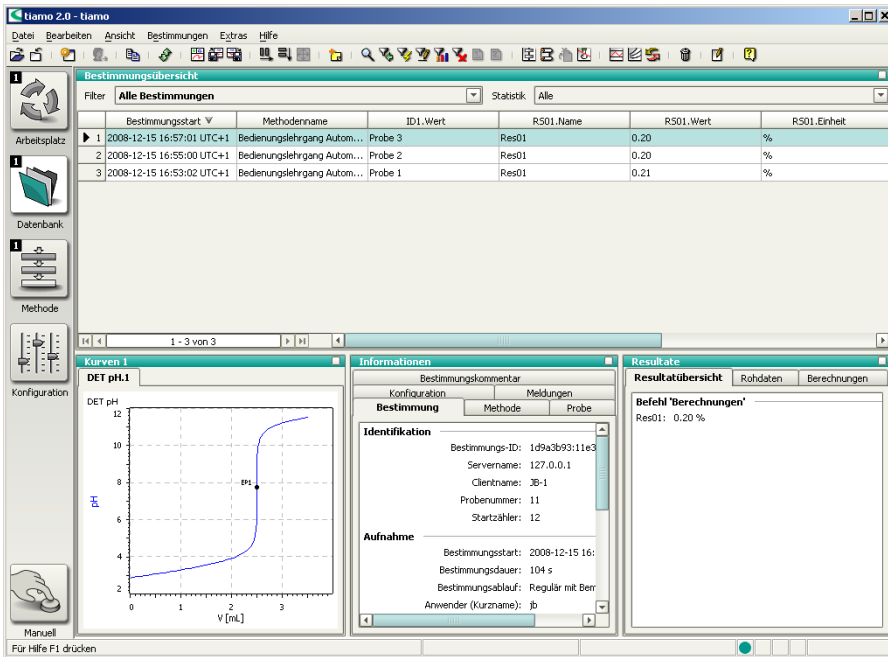 tiamo 2.0 - tiamo
Datei Bearbeiten Ansicht Bestimmungen Extras Hilfe
1
Arbeitsplatz
1
Datenbank
1
Methode
Konfiguration
Manuell
Bestimmungsübersicht
Filter Alle Bestimmungen Statistik Alle
Bestimmungsstart Methodenname ID1.Wert RS01.Name RS01.Wert RS01.Einheit
1 2008-12-15 16:57:01 UTC+1 Bedienungslehrgang Autom... Probe 3 Res01 0.20 %
2 2008-12-15 16:55:00 UTC+1 Bedienungslehrgang Autom... Probe 2 Res01 0.20 %
3 2008-12-15 16:53:02 UTC+1 Bedienungslehrgang Autom... Probe 1 Res01 0.21 %
1 - 3 von 3
Kurven 1
DET pH.1
DET pH
12
10
8
6
4
2
pH
EP1
0 1 2 3
V [mL]
Informationen
Bestimmungskommentar
Konfiguration Meldungen
Bestimmung Methode Probe
Identifikation
Bestimmungs-ID: 1d9a3b93:11e3
Servername: 127.0.0.1
Clientname: JB-1
Probenummer: 11
Startzähler: 12
Aufnahme
Bestimmungsstart: 2008-12-15 16:
Bestimmungsdauer: 104 s
Bestimmungsablauf: Regulär mit Bem
Anwender (Kurzname): jb
Resultate
Resultatübersicht Rohdaten Berechnungen
Befehl 'Berechnungen'
Res01: 0.20 %
Für Hilfe F1 drücken